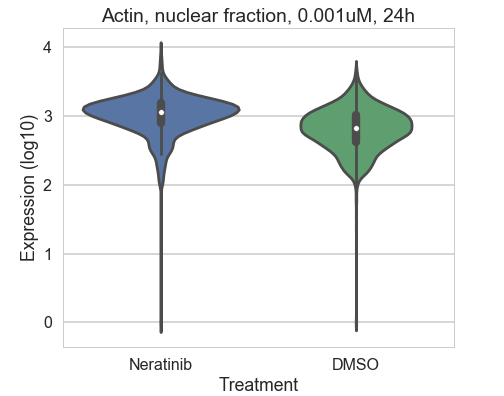 Actin, nuclear fraction, 0.001uM, 24h
Expression (log10)
4
3
2
1
0
Neratinib DMSO
Treatment